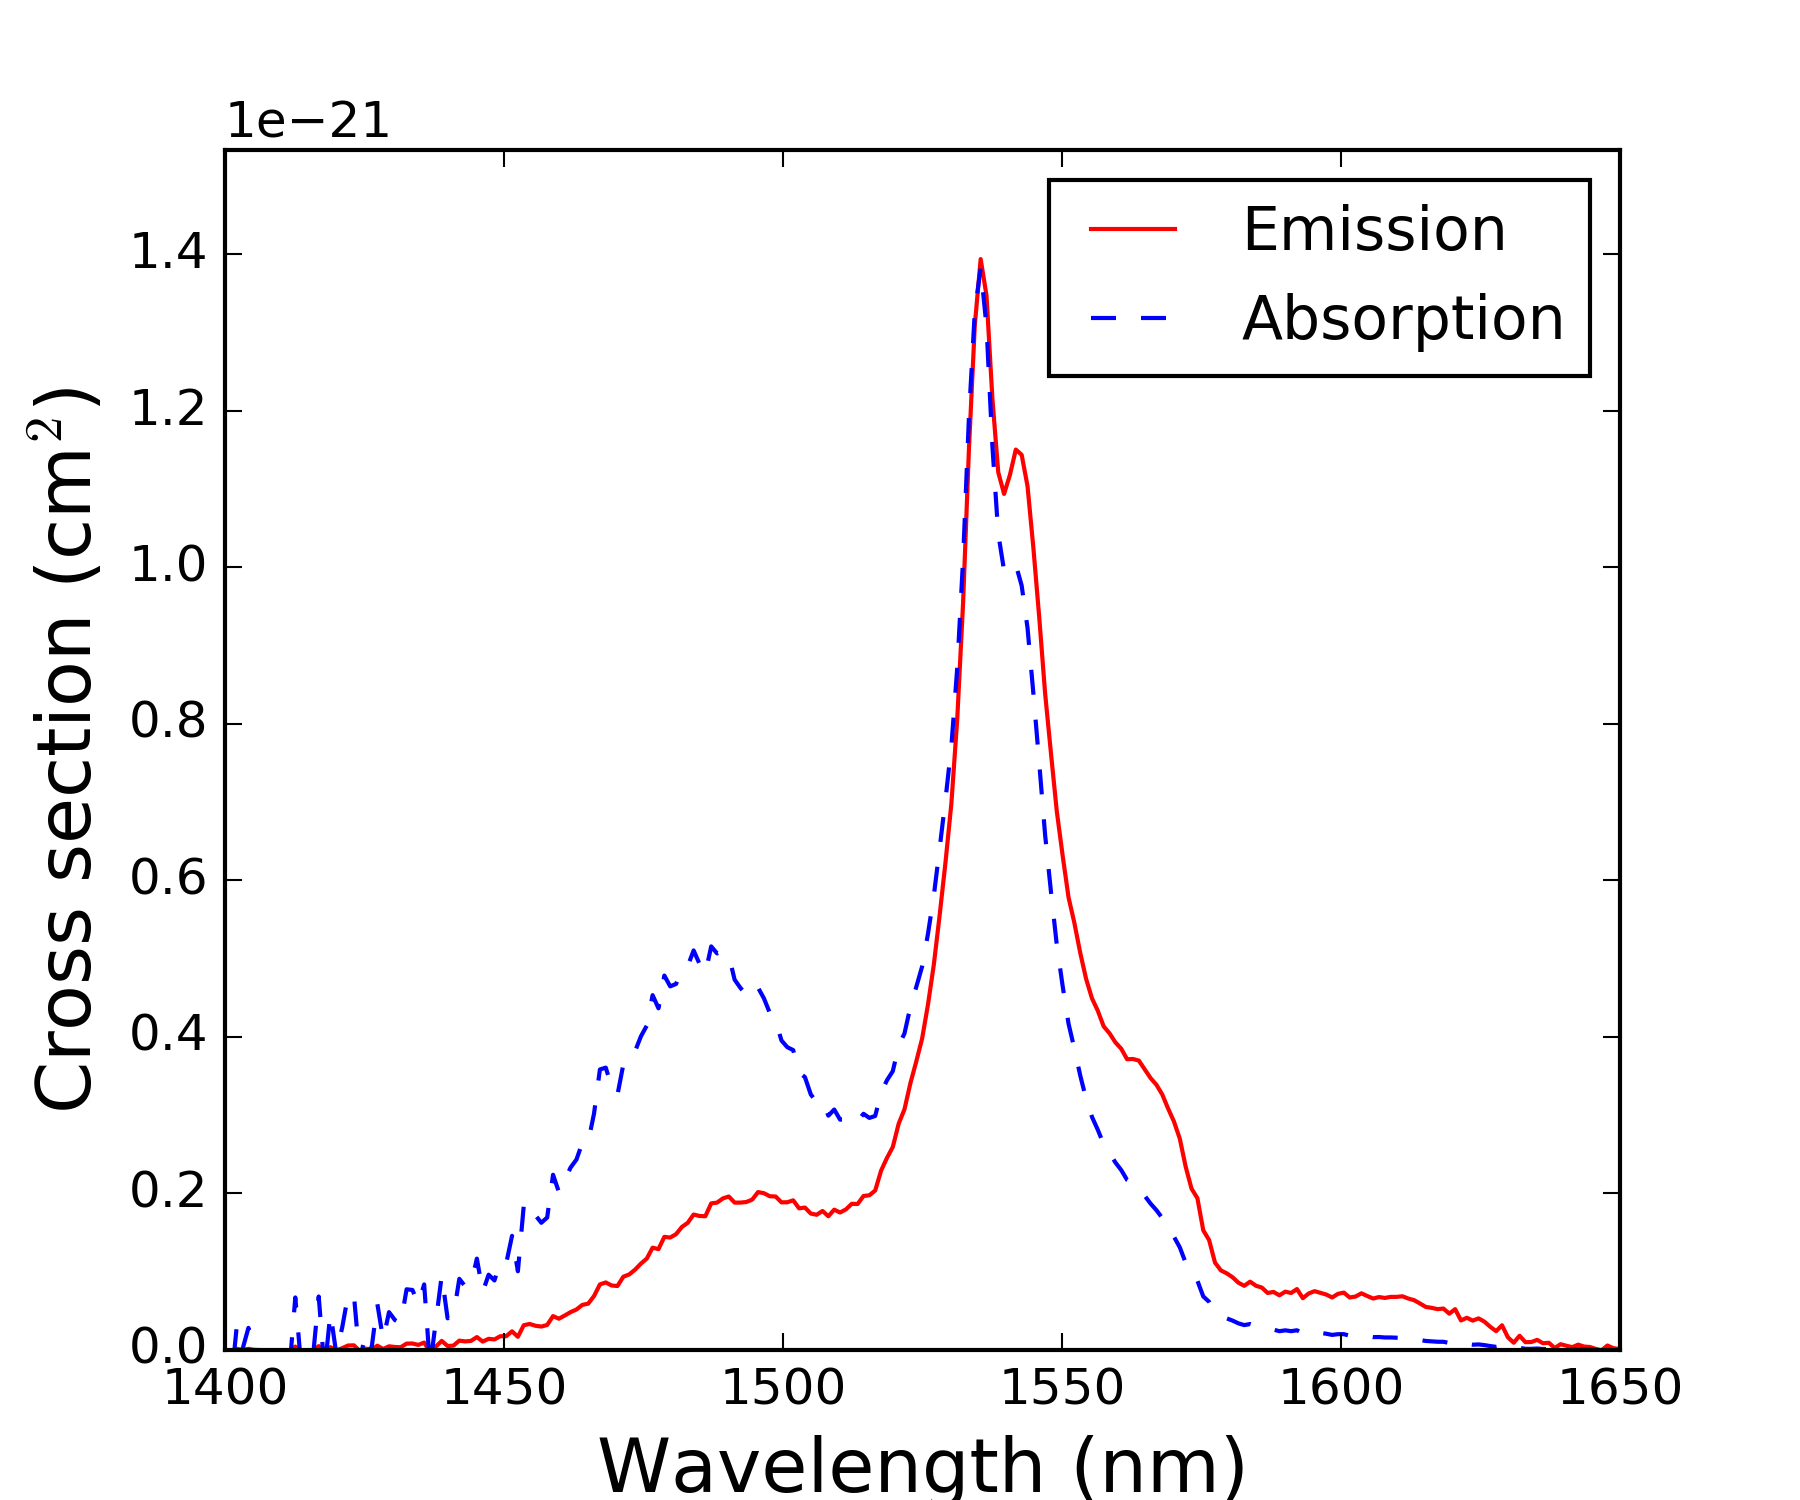 1e−21
Emission
Absorption
1.4
1.2
1.0
0.8
0.6
0.4
0.2
0.0
Cross section (cm²)
1400 1450 1500 1550 1600 1650
Wavelength (nm)